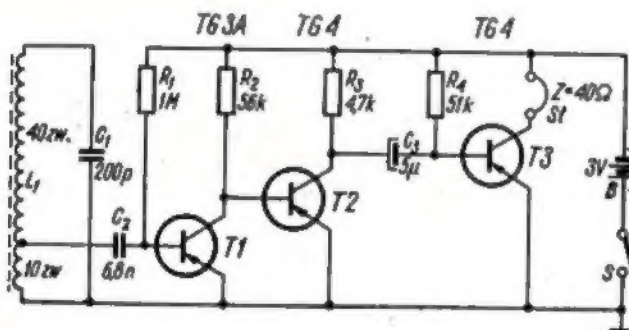 TG3A TG4 TG4
R1
1M
R2
56k
R3
4,7k
R4
51k
Z=40Ω
St
40zw.
L1
C1
200p
C2
6,8n
10zw
T1
T2
C3
5μ
T3
3V
B
S